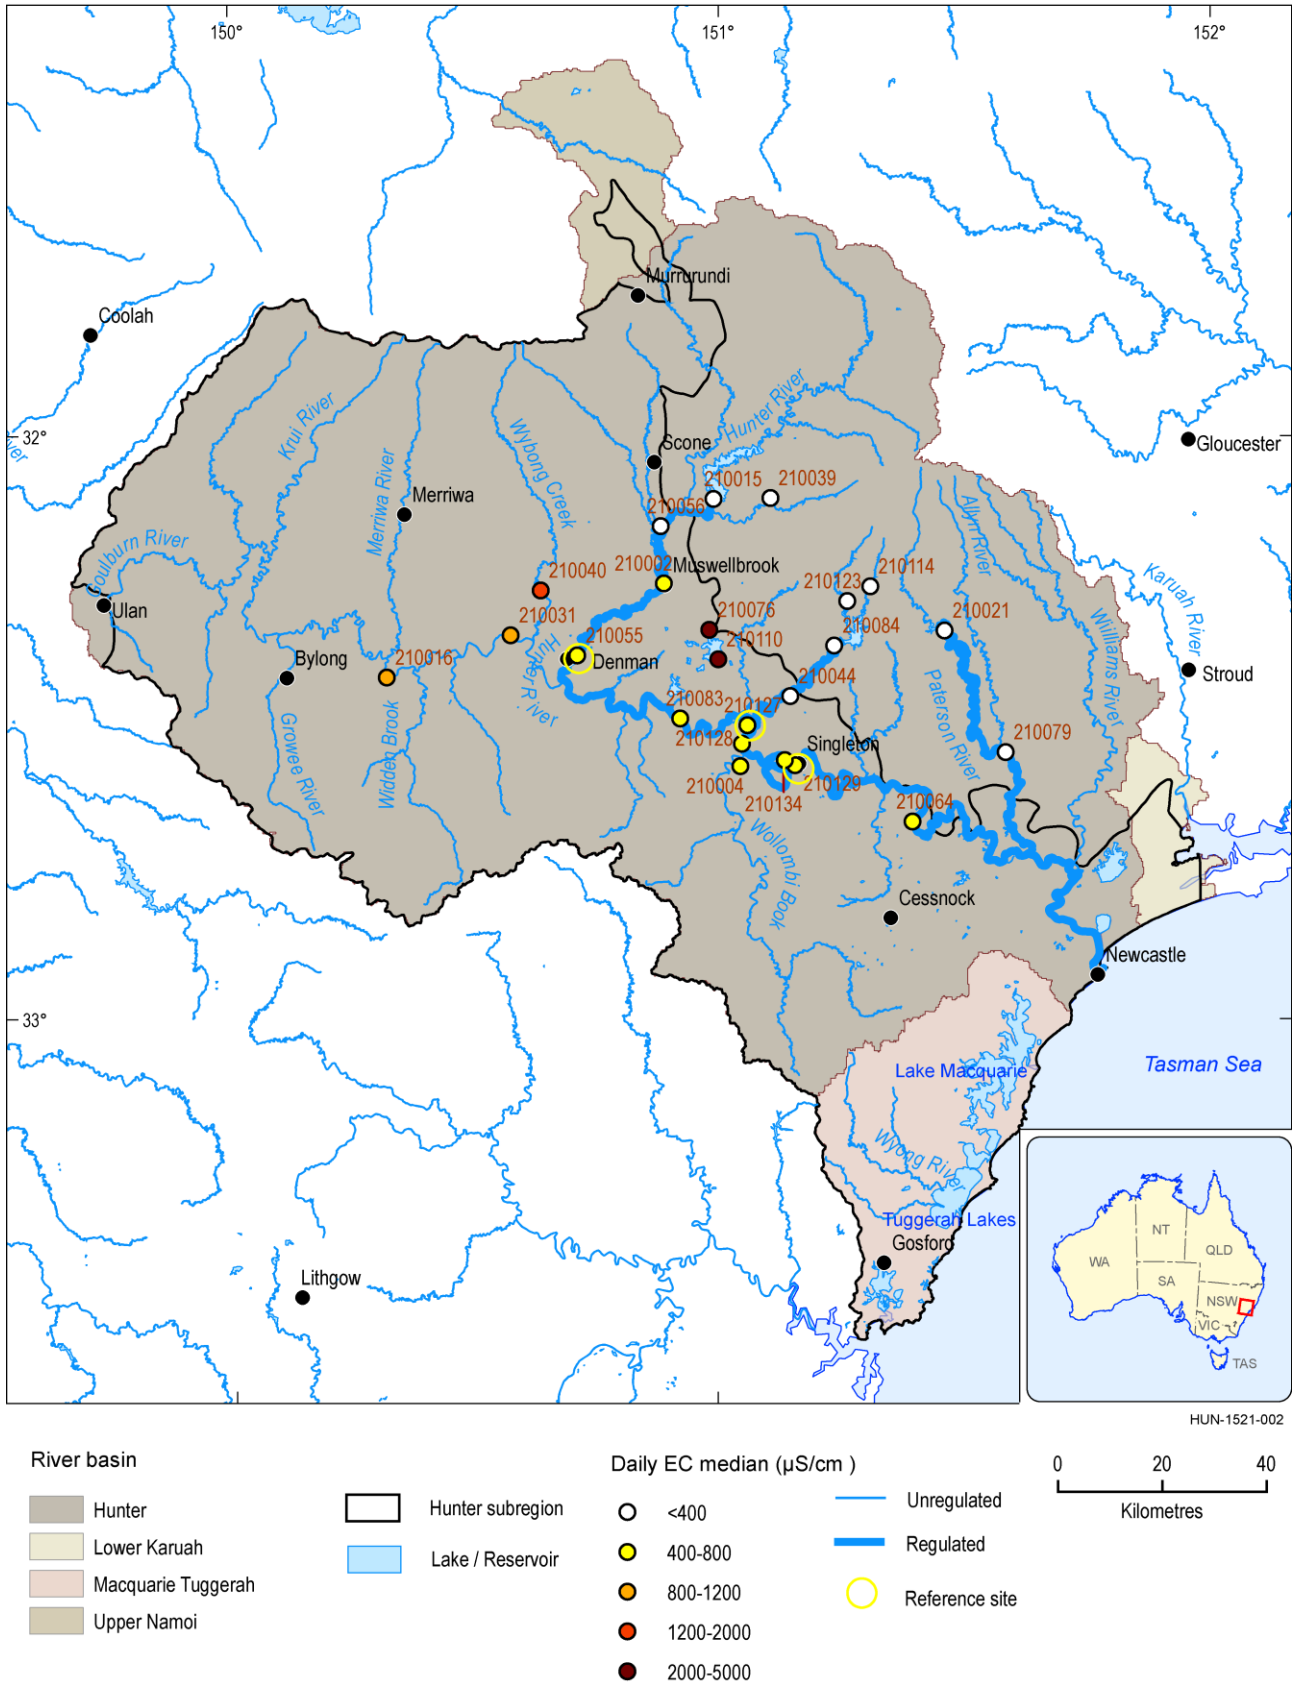 150°
151°
152°
Murrurundi
Coolah
Hunter River
Krui River
32°
Scone
Gloucester
River
Wybong Creek
210015
210039
Merriwa
210056
Merriwa River
Allyn River
Goulburn River
210002
Muswellbrook
210114
210123
Karuah River
210040
Ulan
210076
210021
210031
210084
Williams River
210055
210110
Hunter River
Denman
Bylong
210016
Stroud
210044
Paterson River
210083
210127
Growee River
Widden Brook
210128
Singleton
210079
210004
210129
210134
210064
Wollombi Book
Cessnock
Newcastle
33°
Lake Macquarie
Tasman Sea
Wyong River
Tuggerah Lakes
Gosford
Lithgow
NT
QLD
WA
SA
NSW
VIC
TAS
HUN-1521-002
River basin
Hunter
Lower Karuah
Macquarie Tuggerah
Upper Namoi
Hunter subregion
Lake / Reservoir
Daily EC median (µS/cm )
<400
400-800
800-1200
1200-2000
2000-5000
Unregulated
Regulated
Reference site
0 20 40
Kilometres